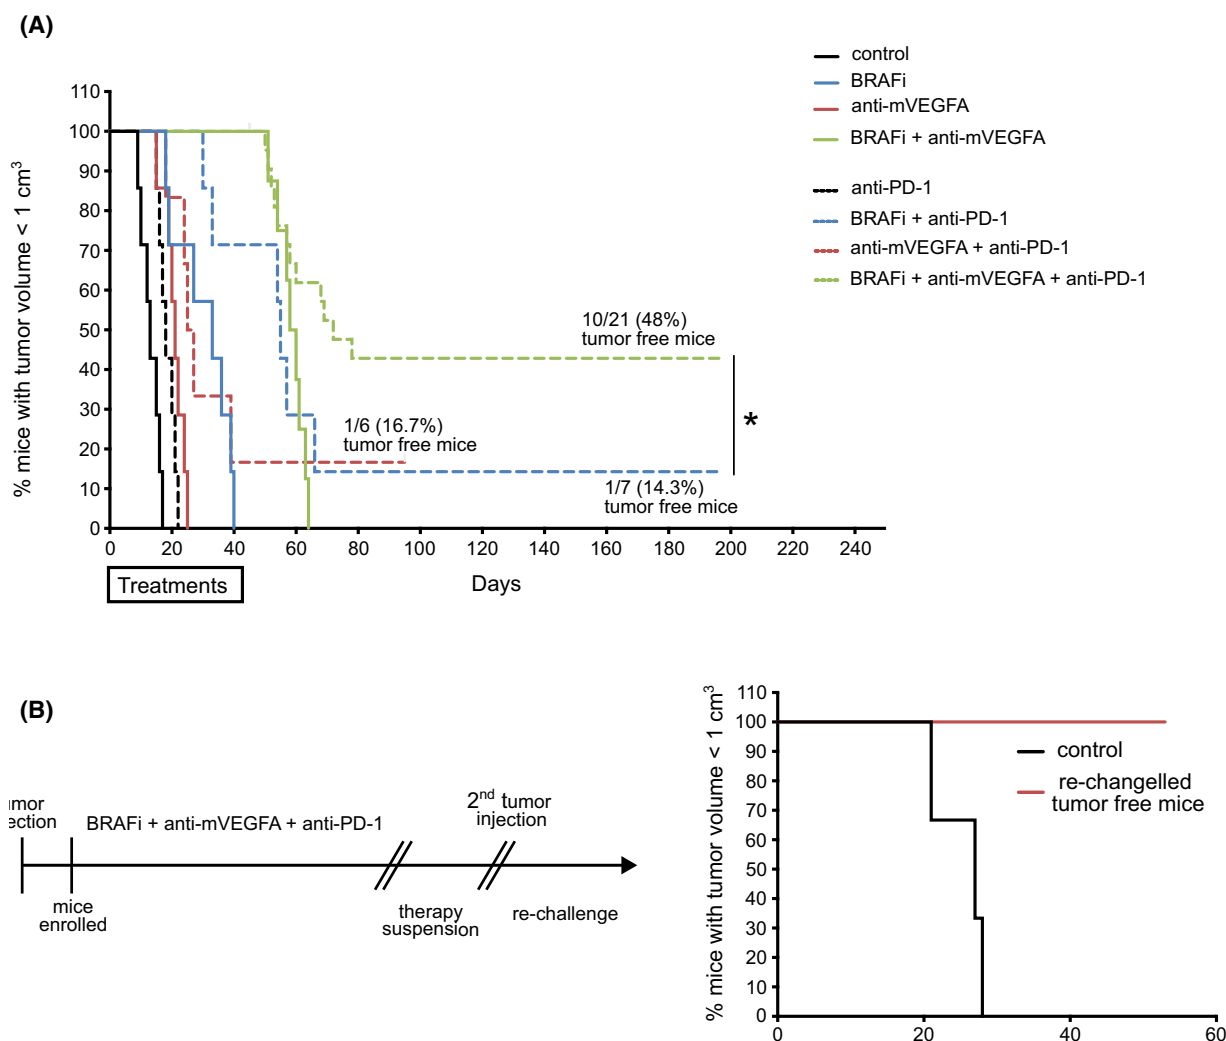 (A)
% mice with tumor volume < 1 cm3
110
100
90
80
70
60
50
40
30
20
10
0
0 20 40 60 80 100 120 140 160 180 200 220 240
Treatments
Days
10/21 (48%)
tumor free mice
1/6 (16.7%)
tumor free mice
1/7 (14.3%)
tumor free mice
*
control
BRAFi
anti-mVEGFA
BRAFi + anti-mVEGFA
anti-PD-1
BRAFi + anti-PD-1
anti-mVEGFA + anti-PD-1
BRAFi + anti-mVEGFA + anti-PD-1
(B)
umor
ection
mice
enrolled
BRAFi + anti-mVEGFA + anti-PD-1
therapy
suspension
2nd tumor
injection
re-challenge
% mice with tumor volume < 1 cm3
110
100
90
80
70
60
50
40
30
20
10
0
0 20 40 60
control
re-changelled
tumor free mice